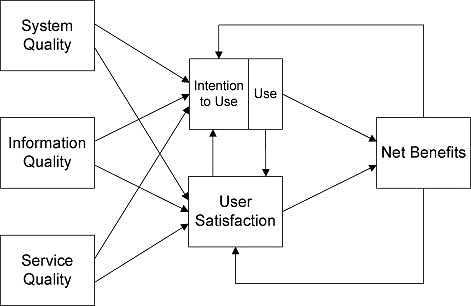 System
Quality
Information
Quality
Service
Quality
Intention
to Use
Use
User
Satisfaction
Net Benefits